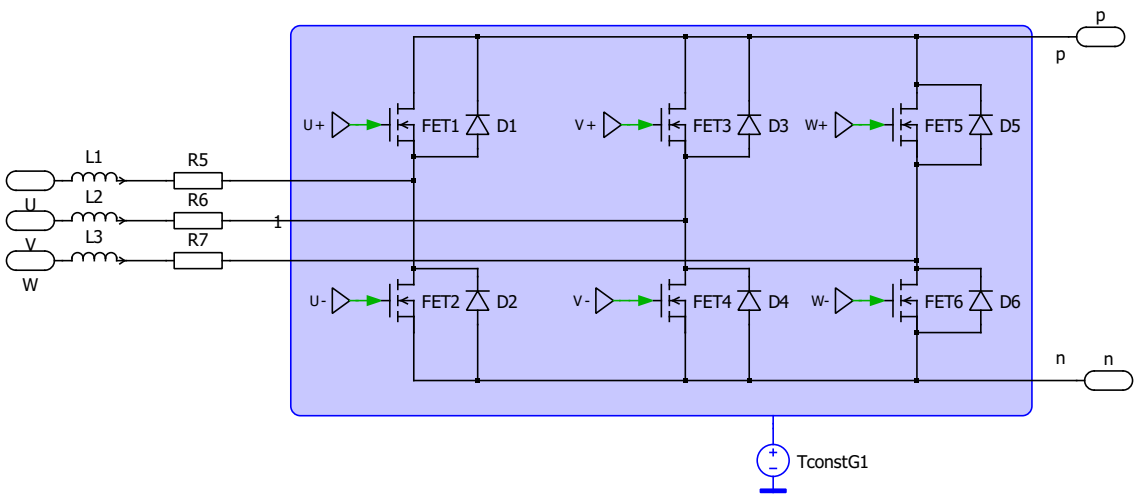 p
p
U+
FET1
D1
V+
FET3
D3
W+
FET5
D5
L1
R5
U
L2
R6
1
V
L3
R7
W
U-
FET2
D2
V-
FET4
D4
W-
FET6
D6
n
n
+
−
TconstG1